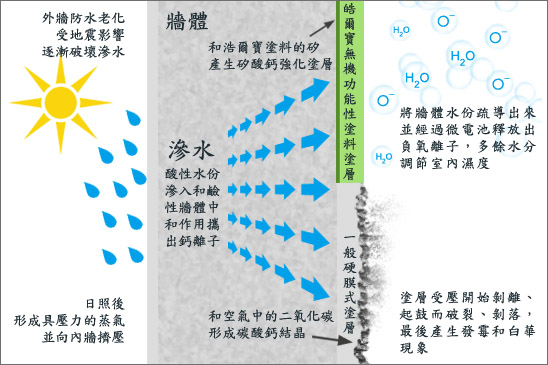 外牆防水老化
受地震影響
逐漸破壞滲水
牆體
和浩爾寶塗料的矽
產生矽酸鈣強化塗層
皓爾寶無機功能性塗料塗層
O⁻
H₂O
O⁻
H₂O
O⁻
H₂O
O⁻
H₂O
將牆體水份疏導出來
並經過微電池釋放出
負氧離子，多餘水分
調節室內濕度
滲水
酸性水份
滲入和鹼
性牆體中
和作用攜
出鈣離子
一般硬膜式塗層
日照後
形成具壓力的蒸氣
並向內牆擠壓
和空氣中的二氧化碳
形成碳酸鈣結晶
塗層受壓開始剝離、
起鼓而破裂、剝落，
最後產生發霉和白華
現象